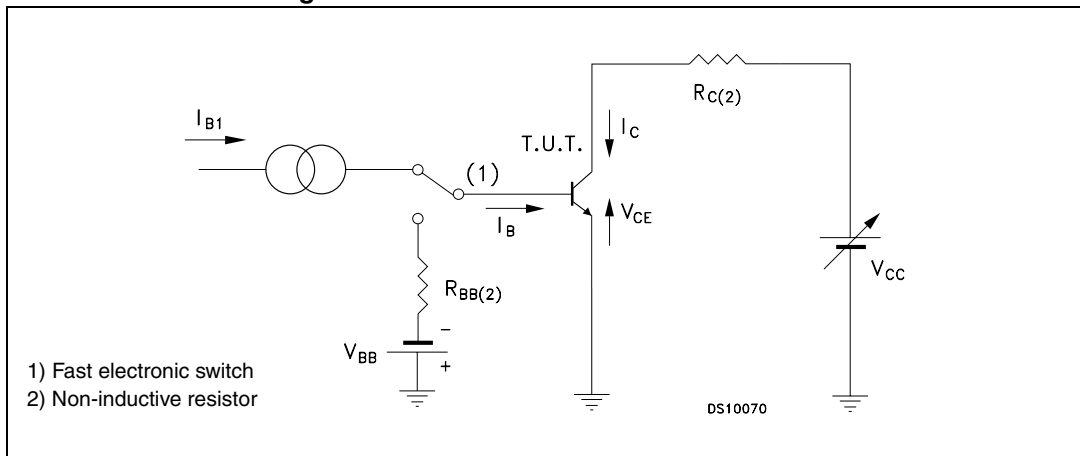 I_B1
T.U.T.
(1)
I_B
I_C
V_CE
R_C(2)
V_CC
R_BB(2)
V_BB
-
+
1) Fast electronic switch
2) Non-inductive resistor
DS10070